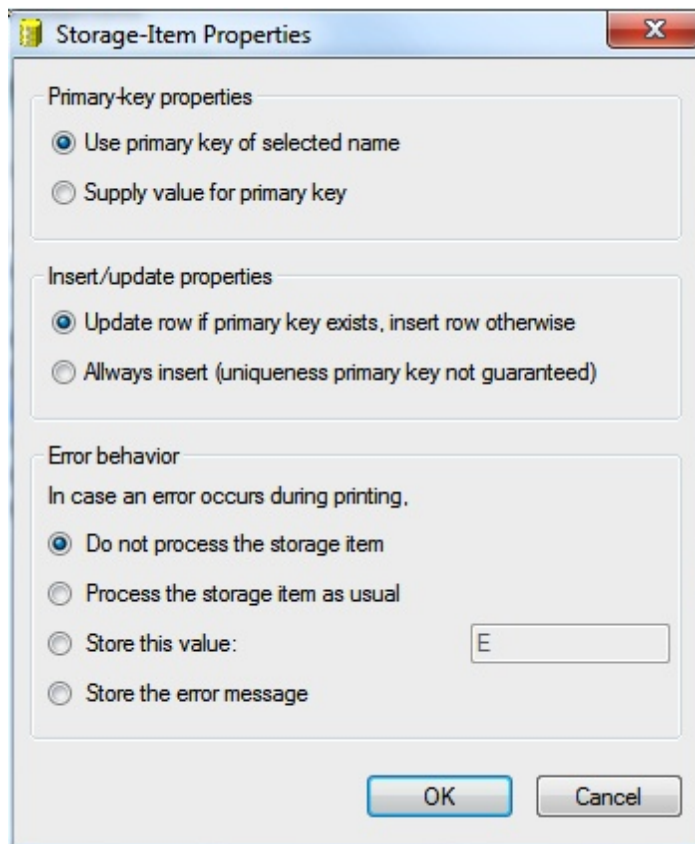 Storage-Item Properties
Primary-key properties
Use primary key of selected name
Supply value for primary key
Insert/update properties
Update row if primary key exists, insert row otherwise
Allways insert (uniqueness primary key not guaranteed)
Error behavior
In case an error occurs during printing,
Do not process the storage item
Process the storage item as usual
Store this value: E
Store the error message
OK Cancel